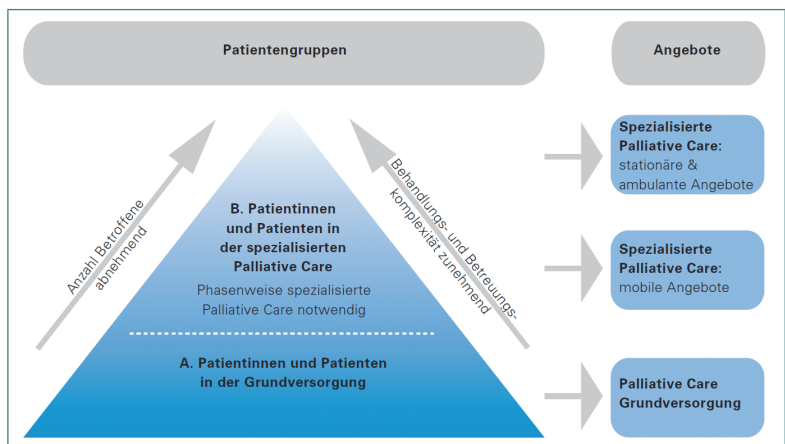 Patientengruppen
Angebote
Anzahl Betroffene
abnehmend
Behandlungs- und Betreuungs-
komplexität zunehmend
B. Patientinnen
und Patienten in
der spezialisierten
Palliative Care
Phasenweise spezialisierte
Palliative Care notwendig
A. Patientinnen und Patienten
in der Grundversorgung
Spezialisierte
Palliative Care:
stationäre &
ambulante Angebote
Spezialisierte
Palliative Care:
mobile Angebote
Palliative Care
Grundversorgung